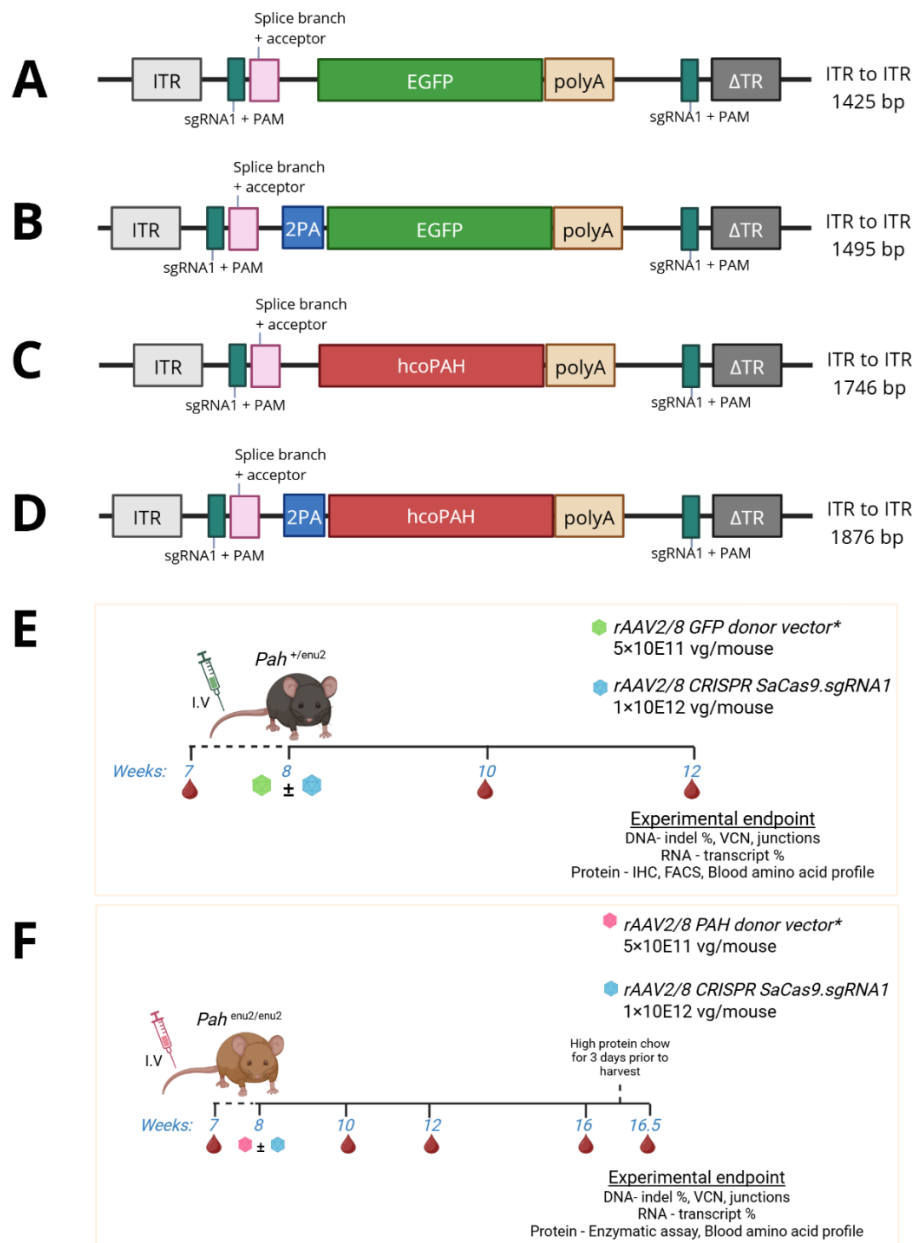 A
Splice branch
+ acceptor
ITR
EGFP
polyA
ΔTR
sgRNA1 + PAM
sgRNA1 + PAM
ITR to ITR
1425 bp
B
Splice branch
+ acceptor
ITR
2PA
EGFP
polyA
ΔTR
sgRNA1 + PAM
sgRNA1 + PAM
ITR to ITR
1495 bp
C
Splice branch
+ acceptor
ITR
hcoPAH
polyA
ΔTR
sgRNA1 + PAM
sgRNA1 + PAM
ITR to ITR
1746 bp
D
Splice branch
+ acceptor
ITR
2PA
hcoPAH
polyA
ΔTR
sgRNA1 + PAM
sgRNA1 + PAM
ITR to ITR
1876 bp
E
rAAV2/8 GFP donor vector*
5×10E11 vg/mouse
rAAV2/8 CRISPR SaCas9.sgRNA1
1×10E12 vg/mouse
Pah +/enu2
I.V
Weeks: 7 8 10 12
±
Experimental endpoint
DNA- indel %, VCN, junctions
RNA - transcript %
Protein - IHC, FACS, Blood amino acid profile
F
rAAV2/8 PAH donor vector*
5×10E11 vg/mouse
rAAV2/8 CRISPR SaCas9.sgRNA1
1×10E12 vg/mouse
Pah enu2/enu2
I.V
High protein chow
for 3 days prior to
harvest
Weeks: 7 8 10 12 16 16.5
±
Experimental endpoint
DNA- indel %, VCN, junctions
RNA - transcript %
Protein - Enzymatic assay, Blood amino acid profile